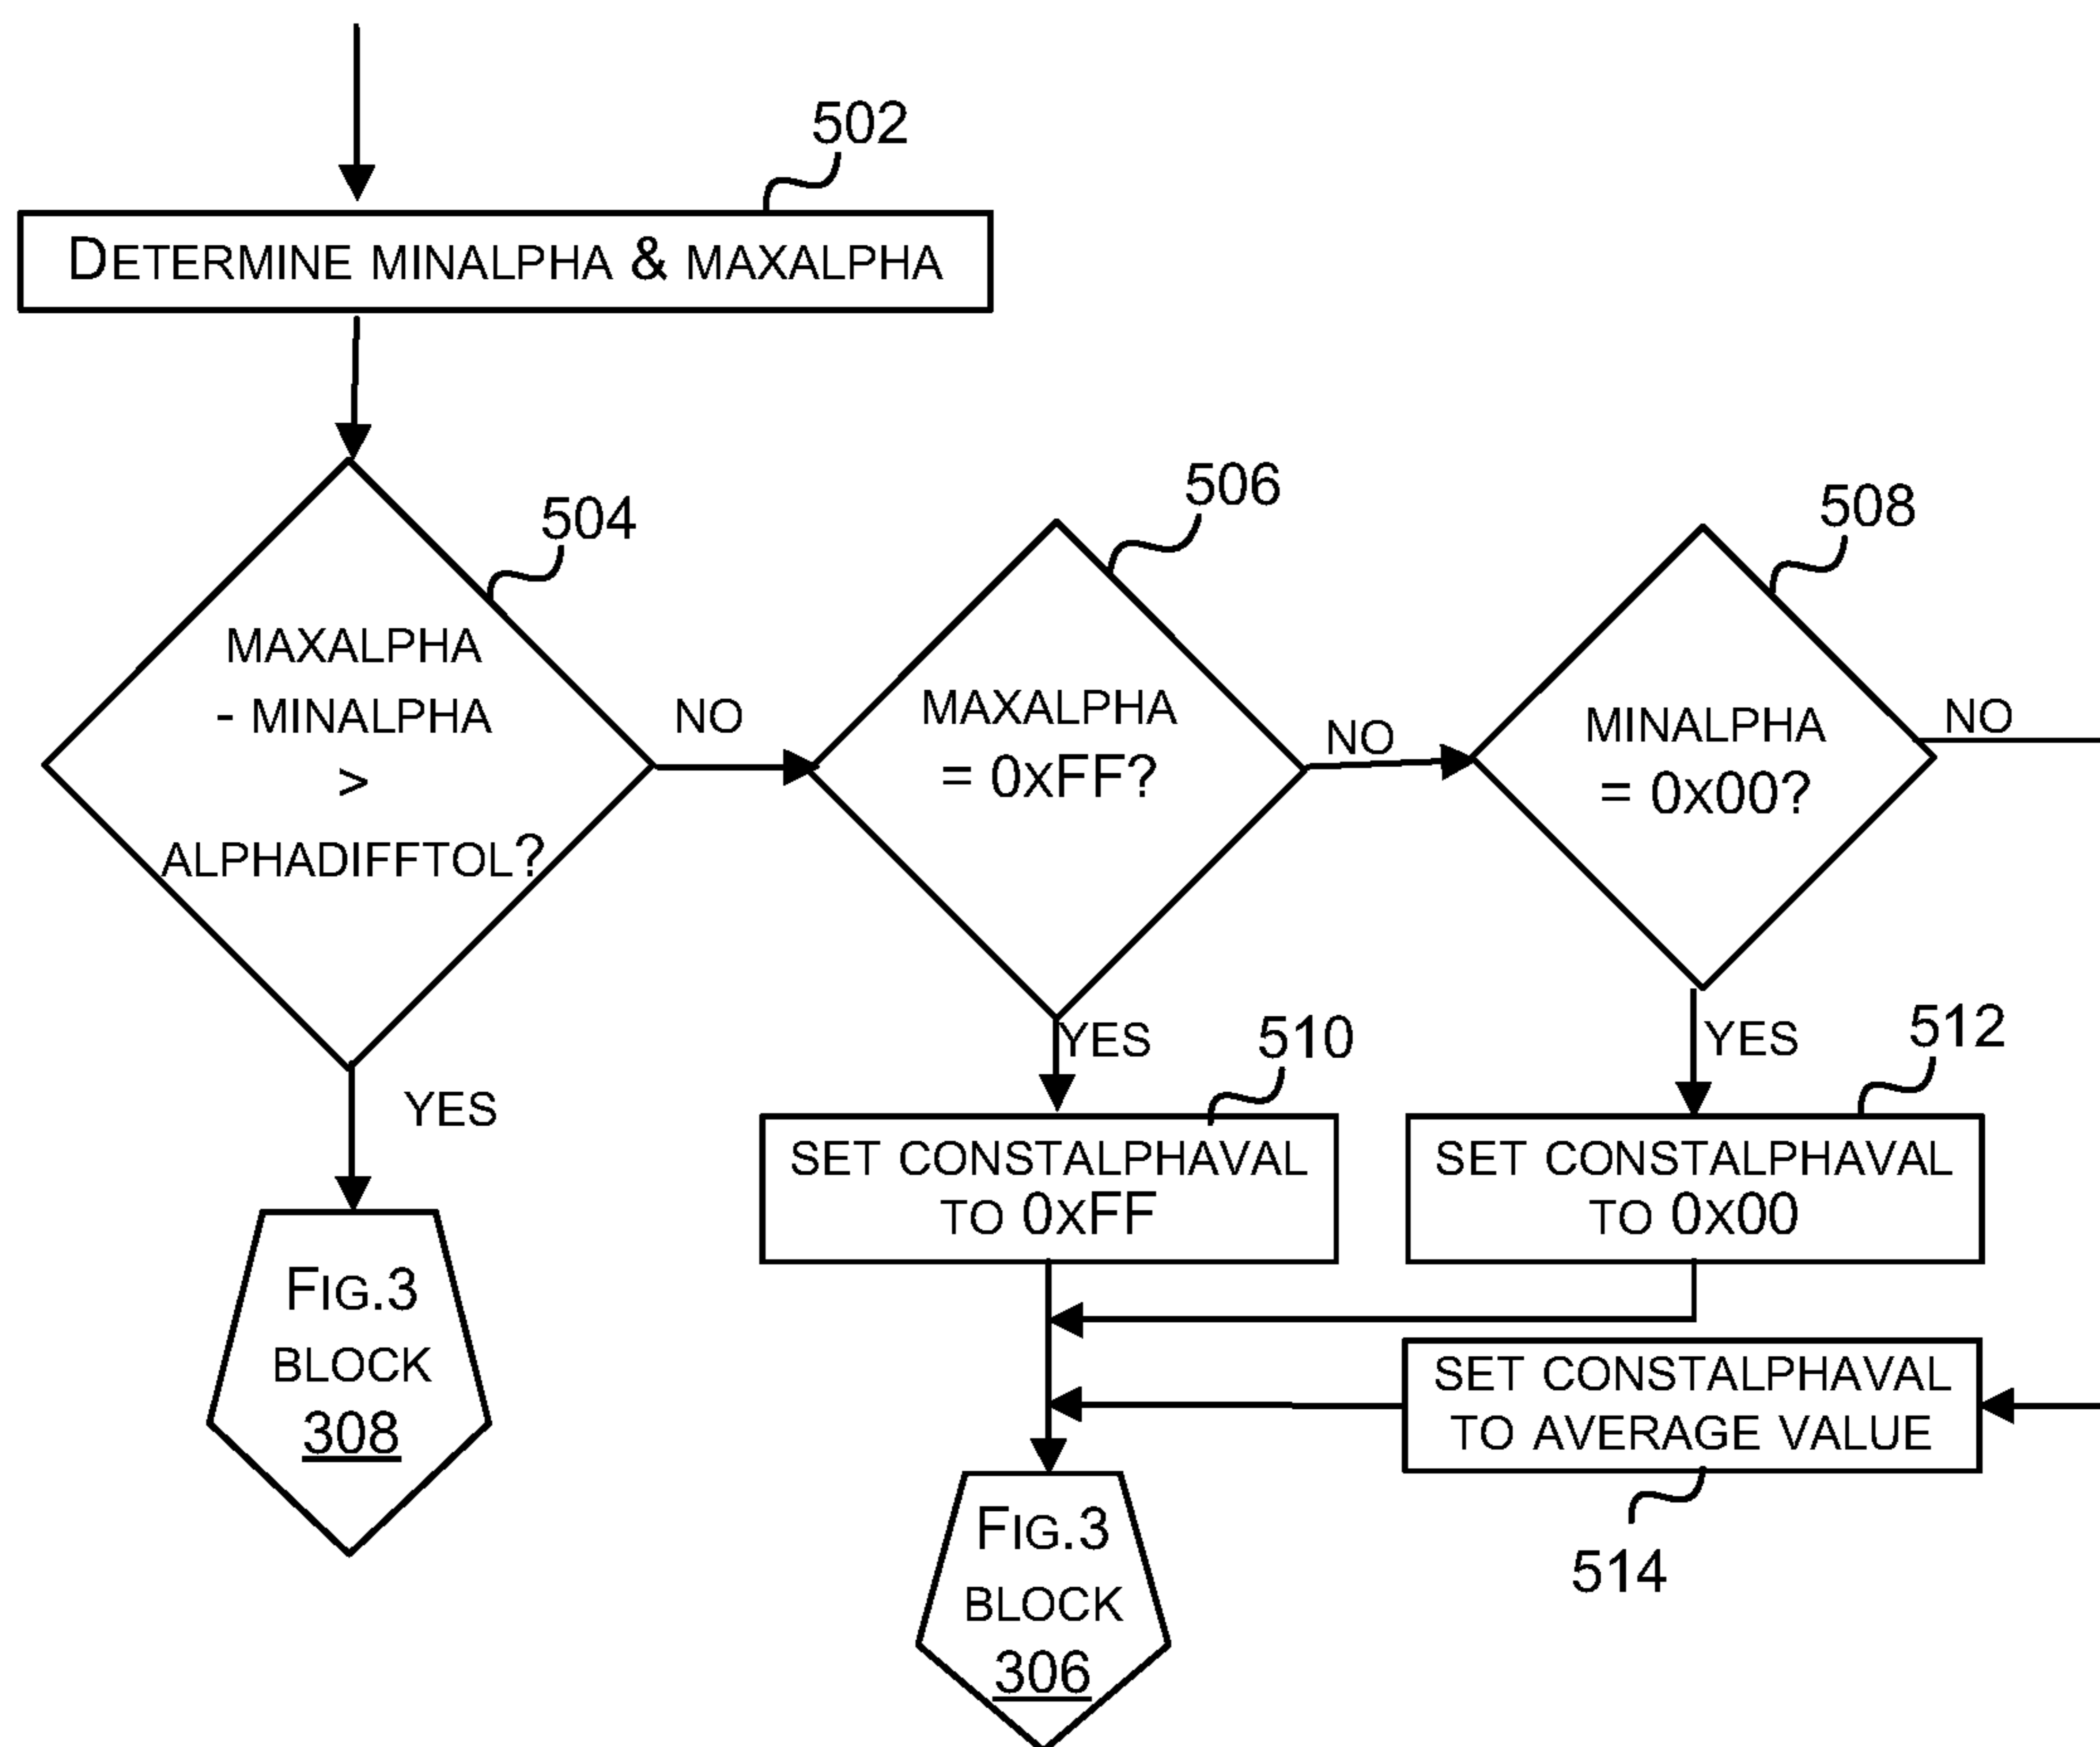 502
DETERMINE MINALPHA & MAXALPHA
504
MAXALPHA
- MINALPHA
>
ALPHADIFFTOL?
NO
YES
506
MAXALPHA
= 0XFF?
NO
YES
508
MINALPHA
= 0X00?
NO
YES
510
SET CONSTALPHAVAL
TO 0XFF
512
SET CONSTALPHAVAL
TO 0X00
SET CONSTALPHAVAL
TO AVERAGE VALUE
514
FIG.3
BLOCK
308
FIG.3
BLOCK
306